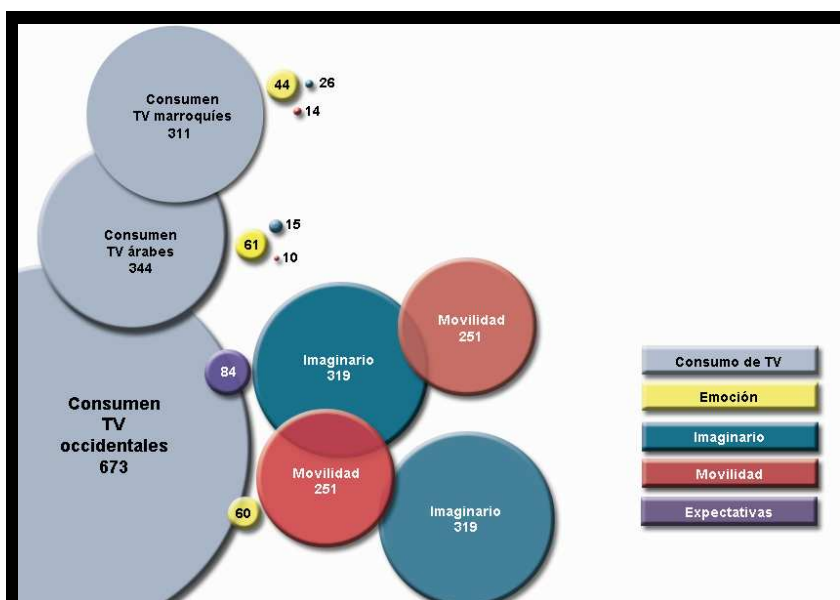 Consumen
TV marroquíes
311
44
26
14
Consumen
TV árabes
344
61
15
10
Consumen
TV
occidentales
673
84
60
Imaginario
319
Movilidad
251
Movilidad
251
Imaginario
319
Consumo de TV
Emoción
Imaginario
Movilidad
Expectativas